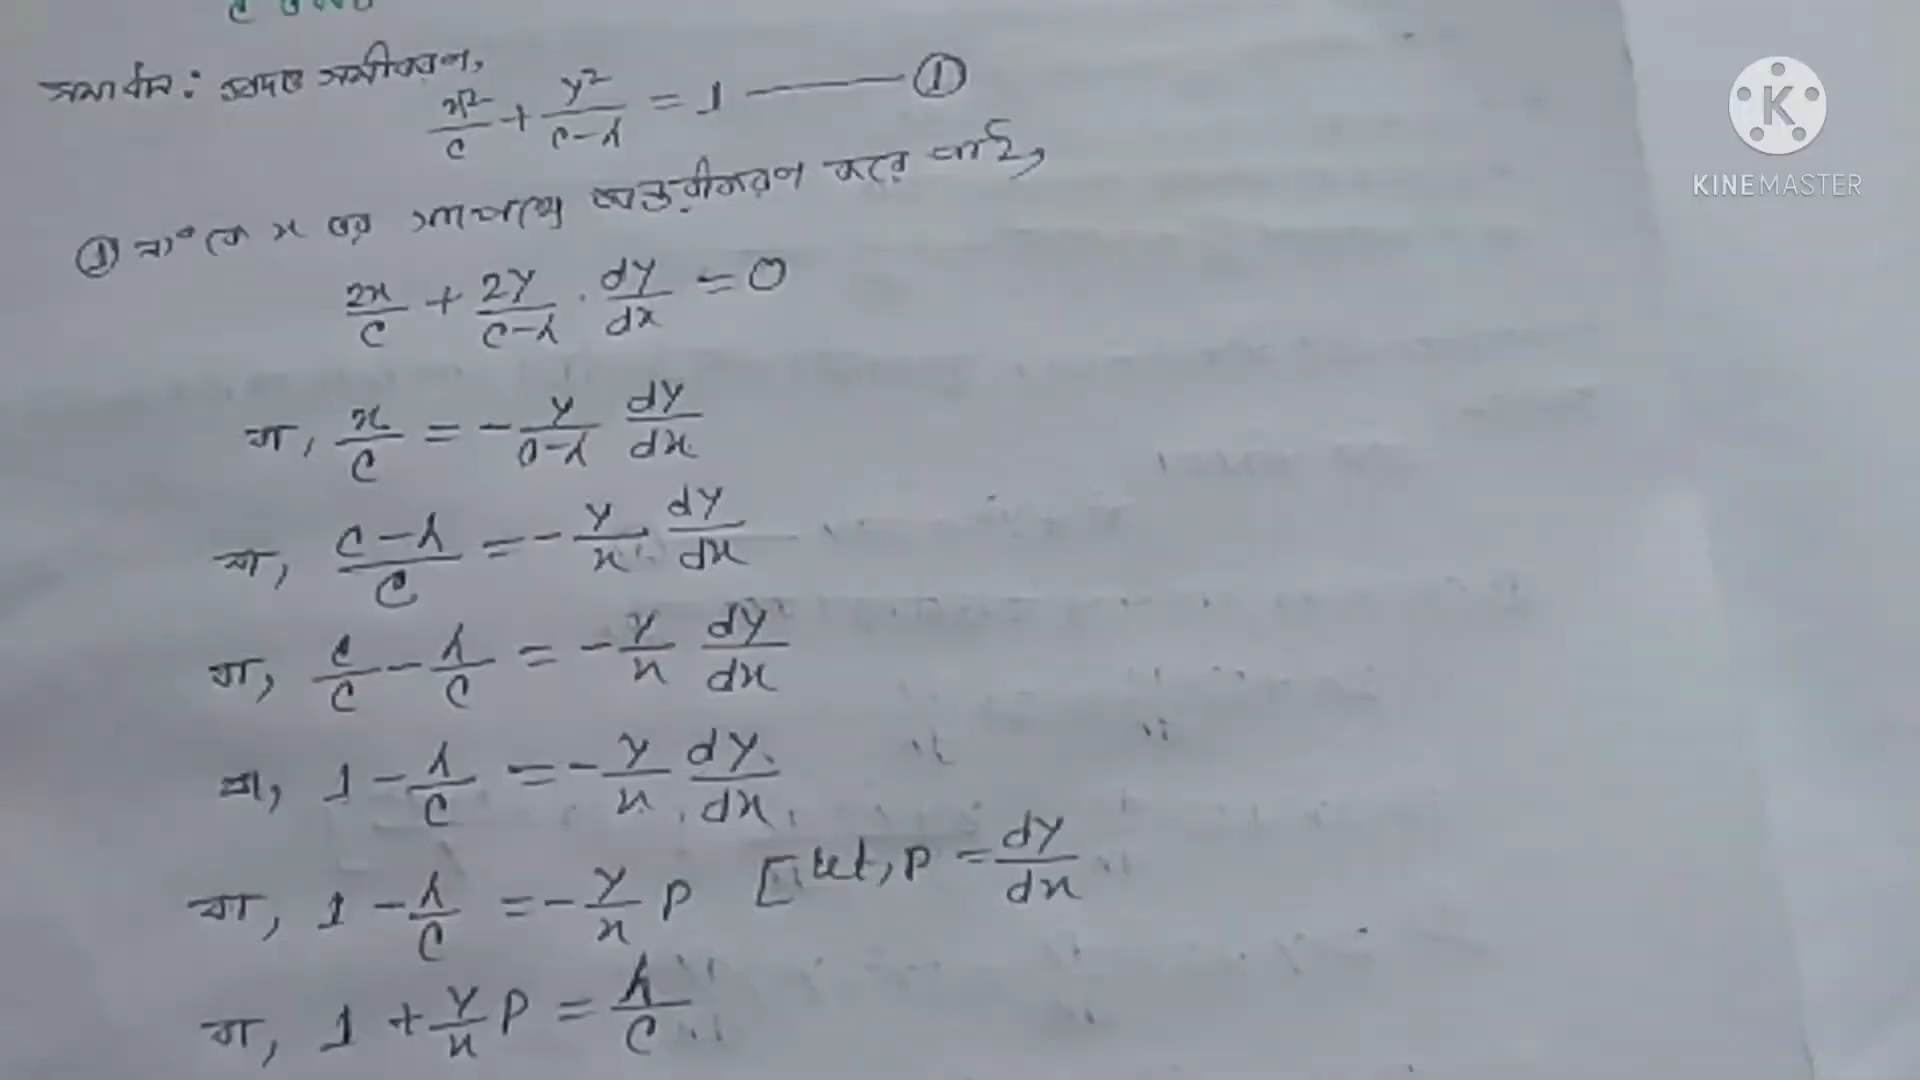 সমাধান: প্রদত্ত সমীকরণ,
x²/c + y²/(c-λ) = 1 —— ①
① নং কে x এর সাপেক্ষে অন্তরীকরণ করে পাই,
2x/c + 2y/(c-λ) · dy/dx = 0
বা, x/c = - y/(c-λ) dy/dx
বা, (c-λ)/c = - y/x · dy/dx
বা, c/c - λ/c = - y/x dy/dx
বা, 1 - λ/c = - y/x · dy/dx
বা, 1 - λ/c = - y/x p [let, p = dy/dx
বা, 1 + y/x p = λ/c
K
KINEMASTER